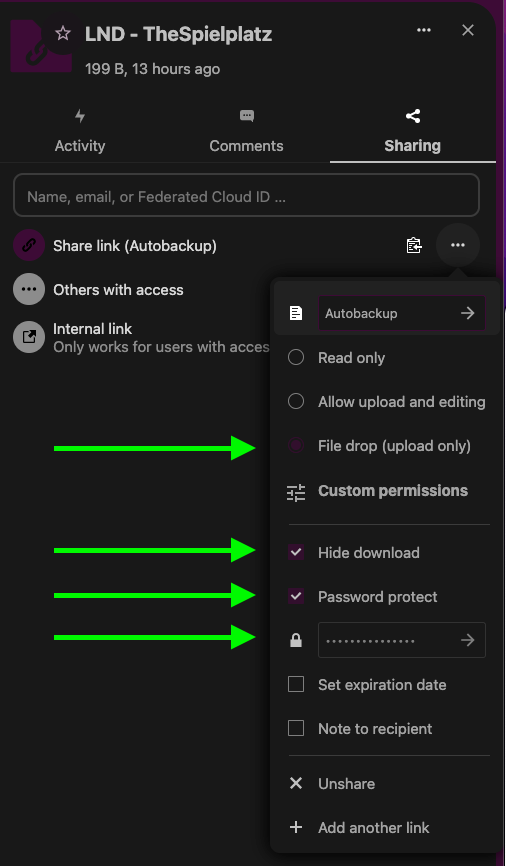 LND - TheSpielplatz
199 B, 13 hours ago
Activity
Comments
Sharing
Name, email, or Federated Cloud ID ...
Share link (Autobackup)
Others with access
Internal link
Only works for users with acces
Autobackup
Read only
Allow upload and editing
File drop (upload only)
Custom permissions
Hide download
Password protect
Set expiration date
Note to recipient
Unshare
Add another link